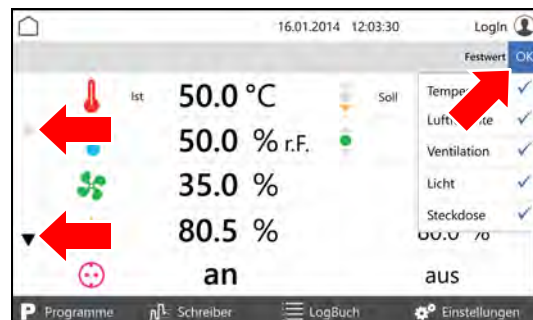 16.01.2014 12:03:30 LogIn
Festwert OK
Ist 50.0 °C Soll
50.0 % r.F.
35.0 %
80.5 %
an aus
Ventilation
Licht
Steckdose
P Programme Schreiber LogBuch Einstellungen